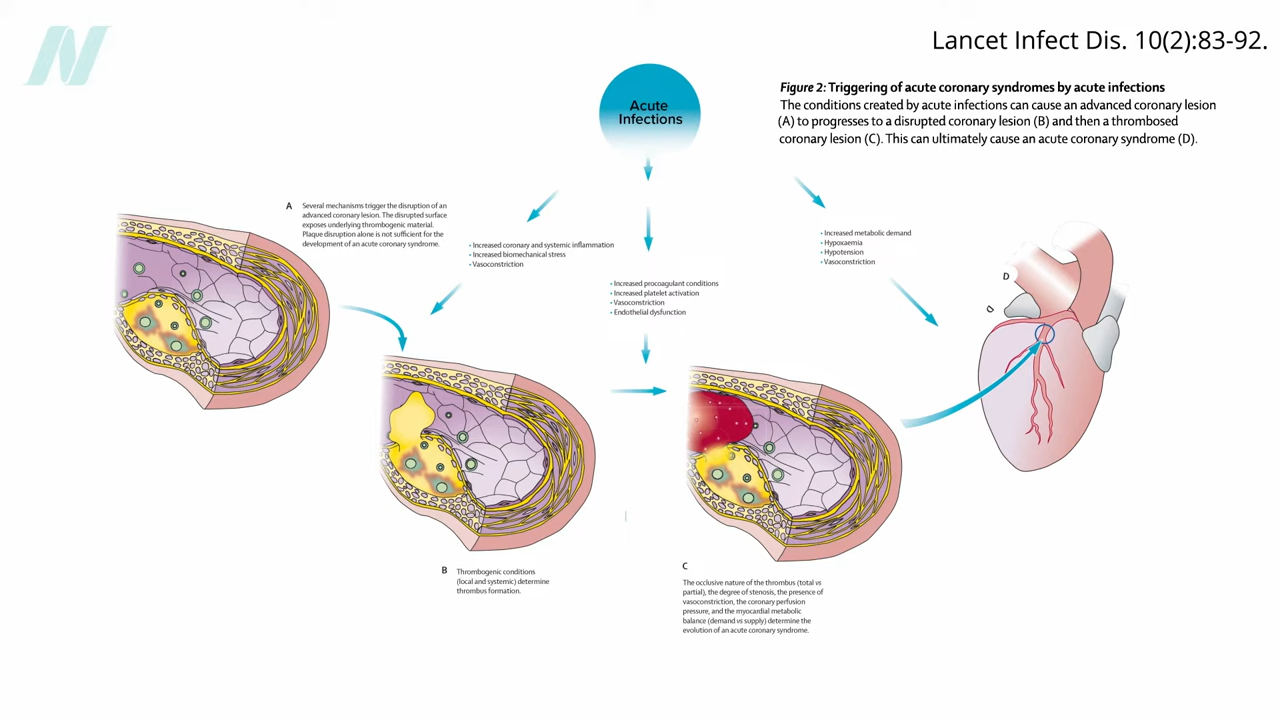 Lancet Infect Dis. 10(2):83-92.
Figure 2: Triggering of acute coronary syndromes by acute infections
The conditions created by acute infections can cause an advanced coronary lesion
(A) to progresses to a disrupted coronary lesion (B) and then a thrombosed
coronary lesion (C). This can ultimately cause an acute coronary syndrome (D).
Acute
Infections
A
Several mechanisms trigger the disruption of an
advanced coronary lesion. The disrupted surface
exposes underlying thrombogenic material.
Plaque disruption alone is not sufficient for the
development of an acute coronary syndrome.
• Increased coronary and systemic inflammation
• Increased biomechanical stress
• Vasoconstriction
• Increased procoagulant conditions
• Increased platelet activation
• Vasoconstriction
• Endothelial dysfunction
• Increased metabolic demand
• Hypoxaemia
• Hypotension
• Vasoconstriction
D
D
B
Thrombogenic conditions
(local and systemic) determine
thrombus formation.
C
The occlusive nature of the thrombus (total vs
partial), the degree of stenosis, the presence of
vasoconstriction, the coronary perfusion
pressure, and the myocardial metabolic
balance (demand vs supply) determine the
evolution of an acute coronary syndrome.